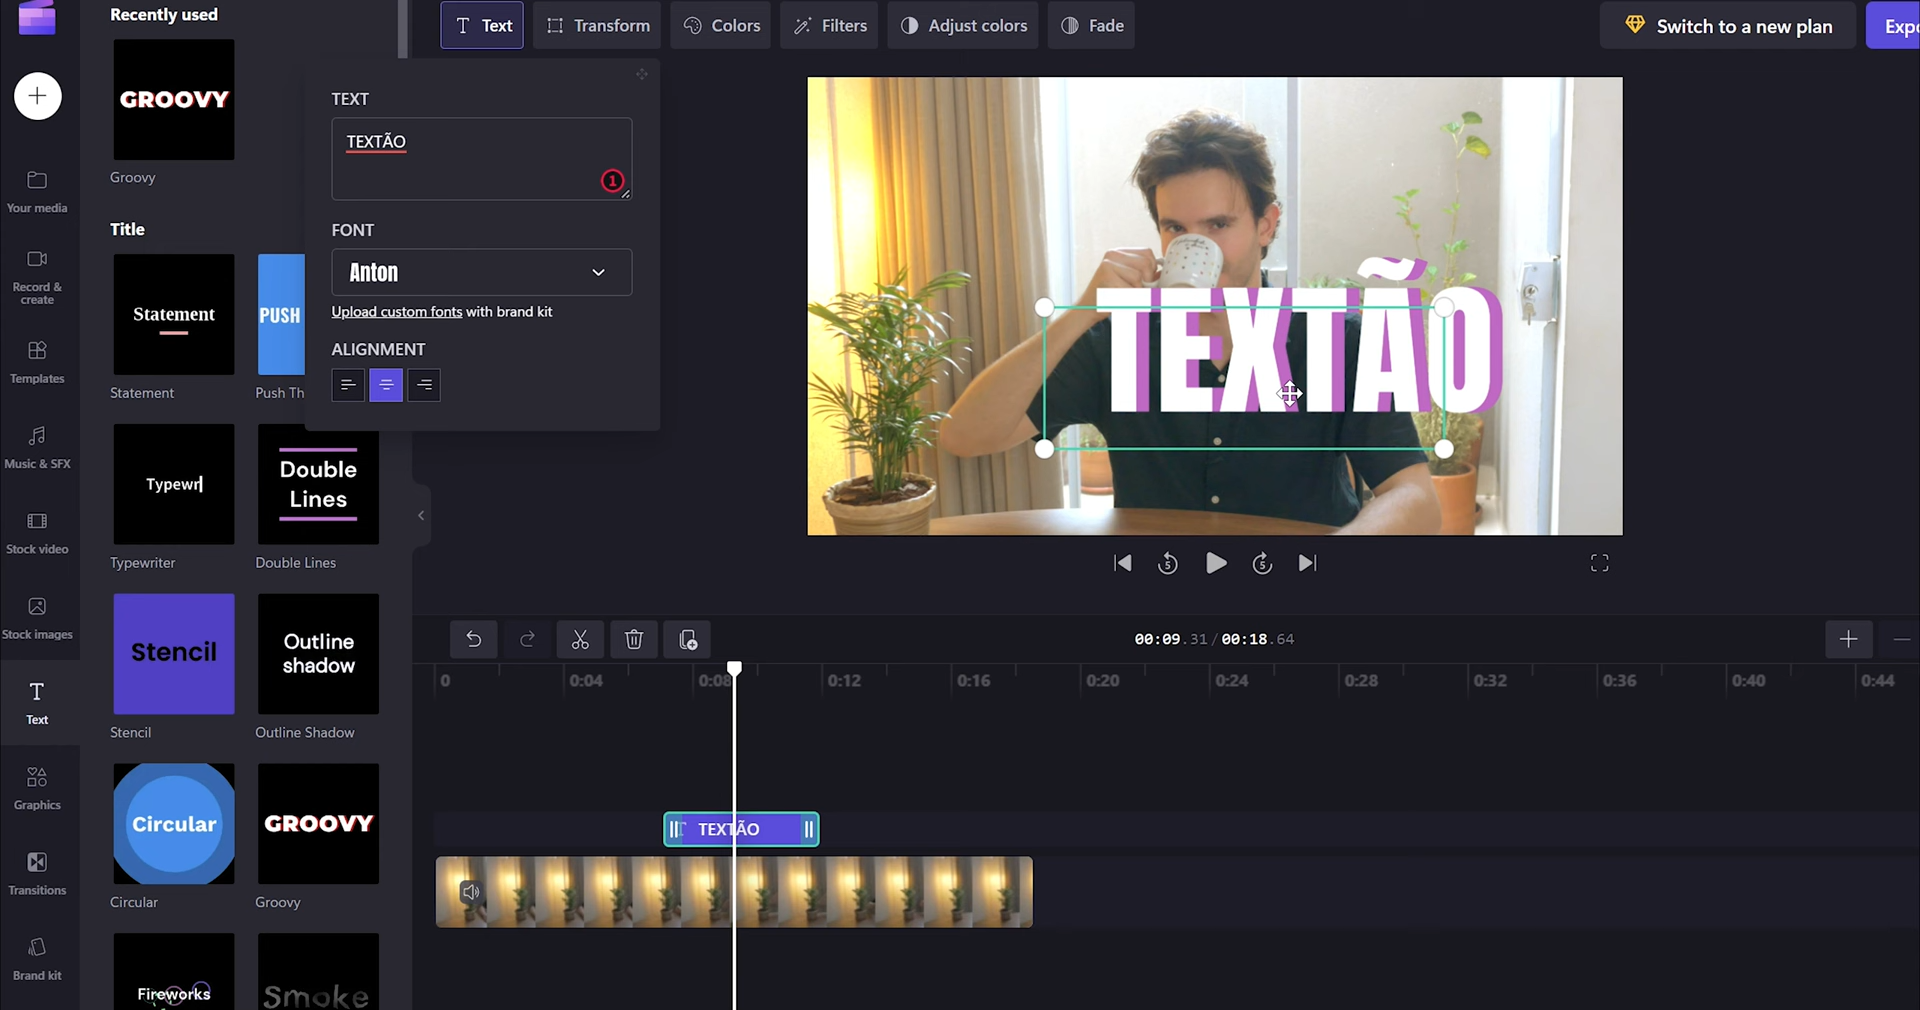 Recently used
GROOVY
Groovy
Title
Statement
Statement
PUSH
Push Th
Typewr
Typewriter
Double
Lines
Double Lines
Stencil
Stencil
Outline
shadow
Outline Shadow
Circular
Circular
GROOVY
Groovy
Fireworks
Smoke
Your media
Record &
create
Templates
Music & SFX
Stock video
Stock images
Text
Graphics
Transitions
Brand kit
Text
Transform
Colors
Filters
Adjust colors
Fade
Switch to a new plan
Expo
TEXT
TEXTÃO
1
FONT
Anton
Upload custom fonts with brand kit
ALIGNMENT
TEXTÃO
5
5
00:09.31 / 00:18.64
0
0:04
0:08
0:12
0:16
0:20
0:24
0:28
0:32
0:36
0:40
0:44
TEXTÃO